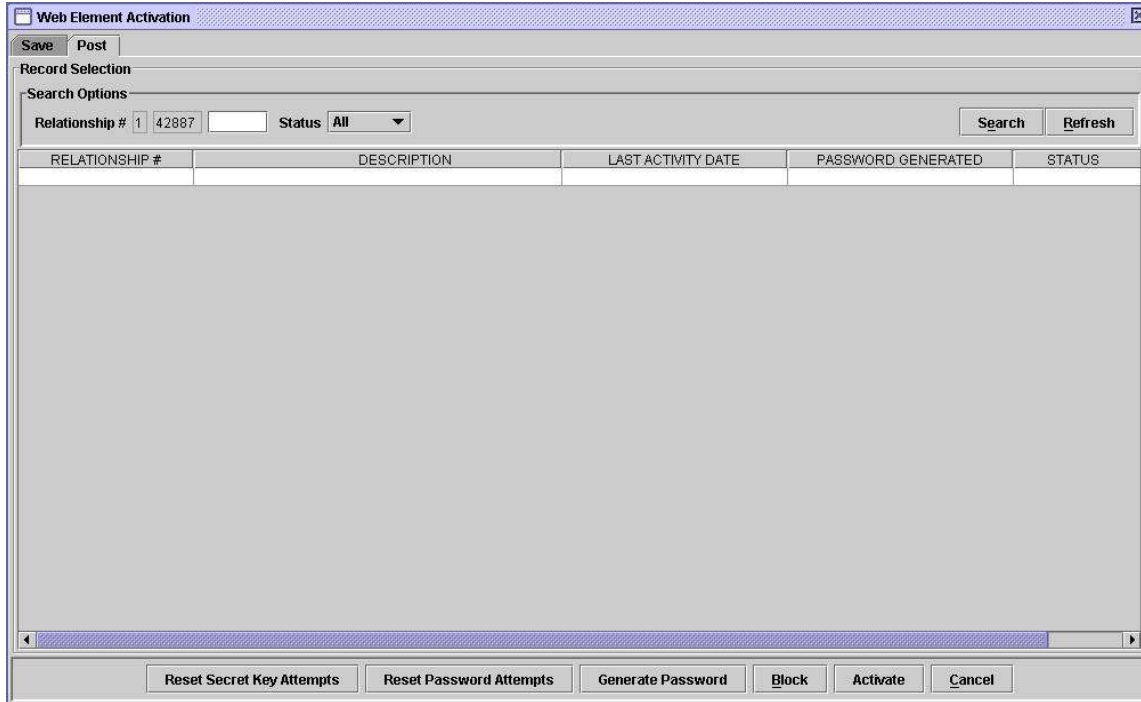 Web Element Activation
Save Post
Record Selection
Search Options
Relationship # 1 42887 Status All Search Refresh
RELATIONSHIP # DESCRIPTION LAST ACTIVITY DATE PASSWORD GENERATED STATUS
Reset Secret Key Attempts Reset Password Attempts Generate Password Block Activate Cancel